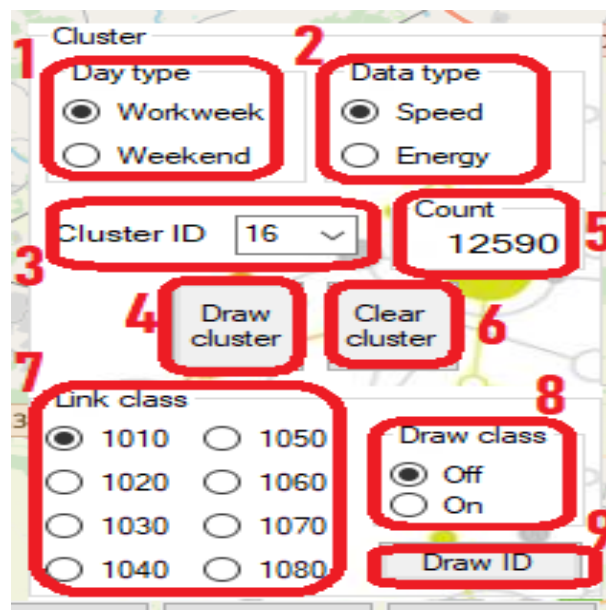 Cluster
1 2
Day type Data type
Workweek Speed
Weekend Energy
Cluster ID 16 Count
12590 5
3
4 Draw cluster Clear cluster 6
7
Link class 8
3
1010 1050 Draw class
1020 1060 Off
1030 1070 On
9
1040 1080 Draw ID